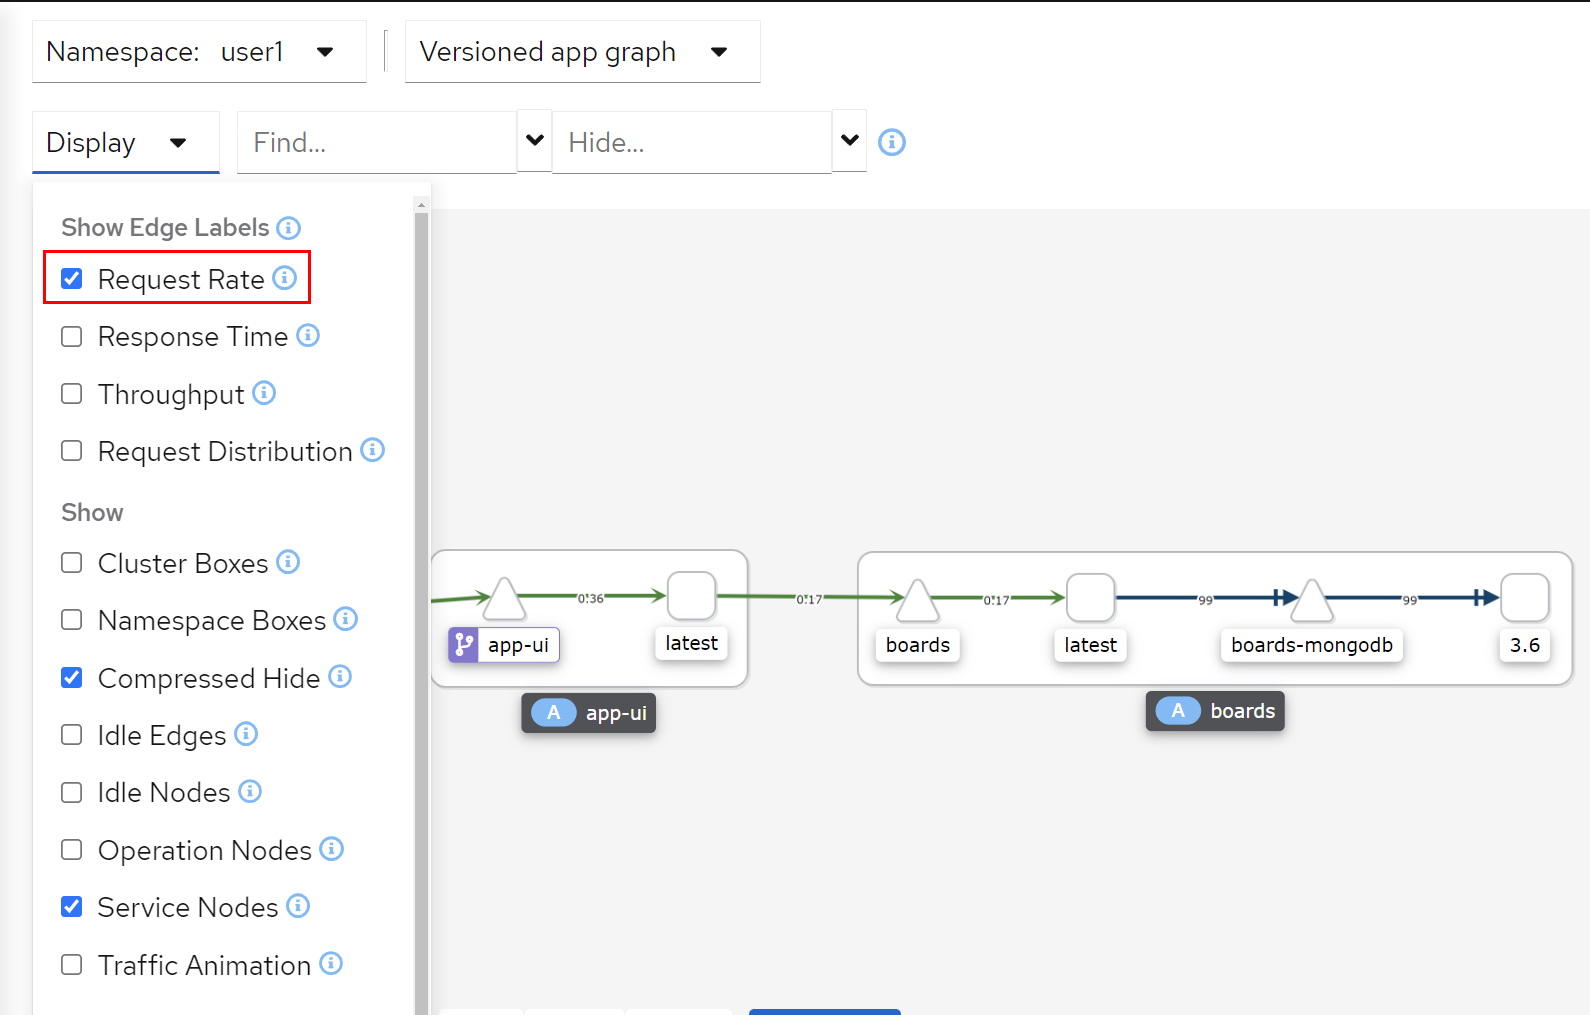 Namespace: user1
Versioned app graph
Display
Find...
Hide...
Show Edge Labels
Request Rate
Response Time
Throughput
Request Distribution
Show
Cluster Boxes
Namespace Boxes
Compressed Hide
Idle Edges
Idle Nodes
Operation Nodes
Service Nodes
Traffic Animation
0.36
0.17
0.17
99
99
app-ui
latest
boards
latest
boards-mongodb
3.6
A app-ui
A boards